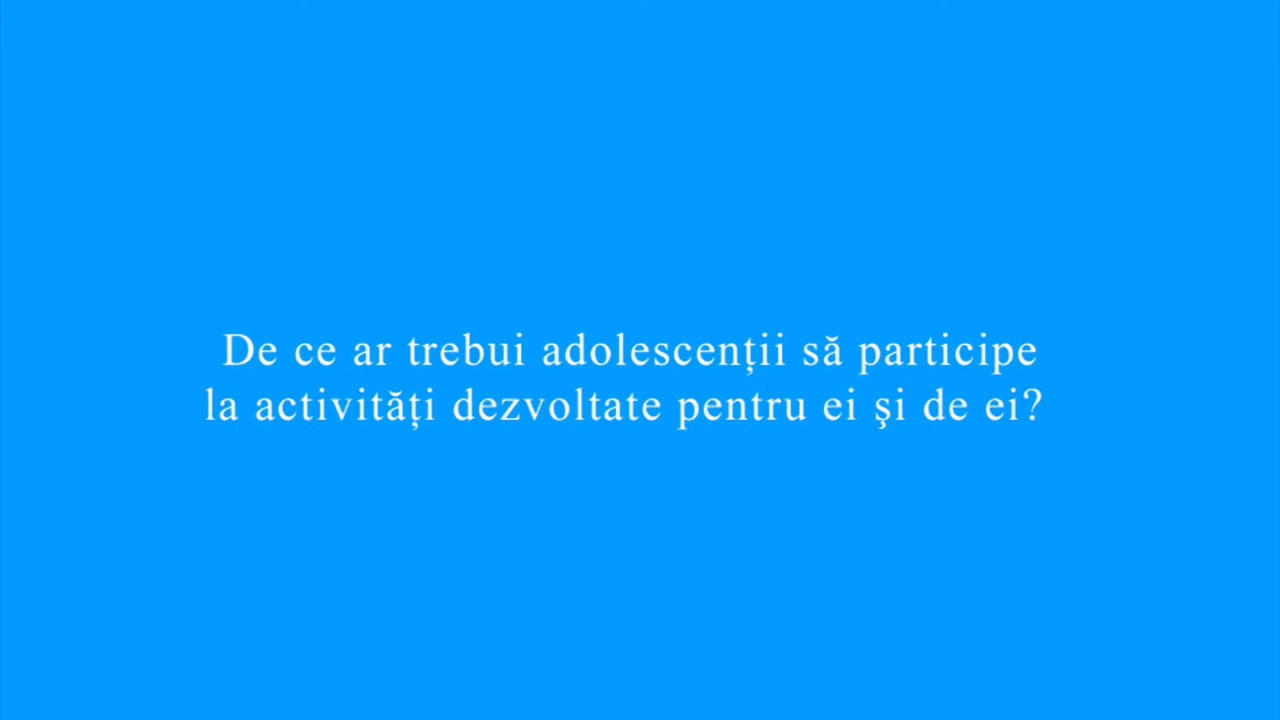 De ce ar trebui adolescenții să participe
la activități dezvoltate pentru ei şi de ei?